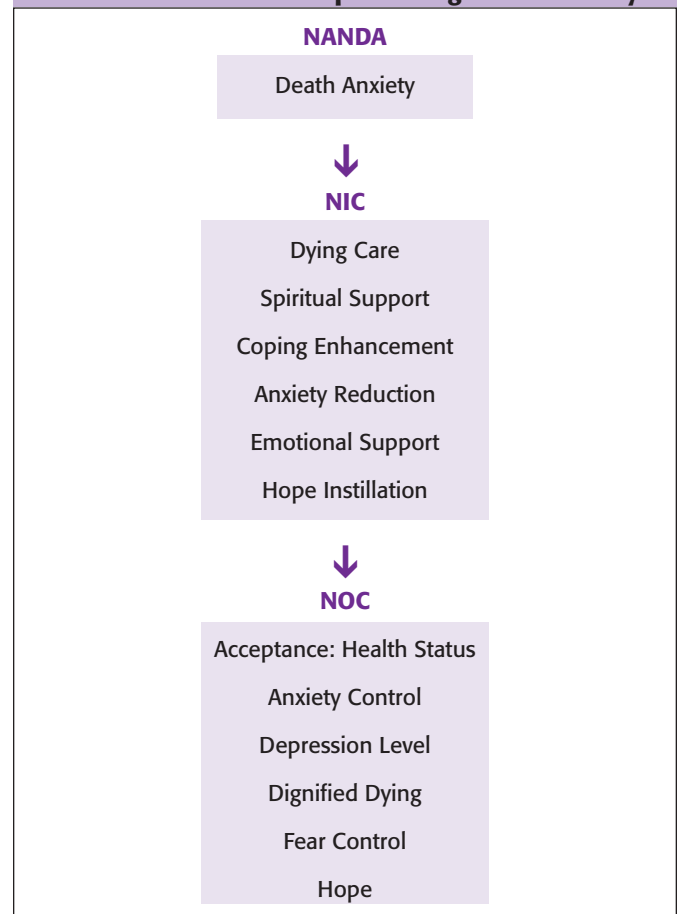 NANDA
Death Anxiety
NIC
Dying Care
Spiritual Support
Coping Enhancement
Anxiety Reduction
Emotional Support
Hope Instillation
NOC
Acceptance: Health Status
Anxiety Control
Depression Level
Dignified Dying
Fear Control
Hope